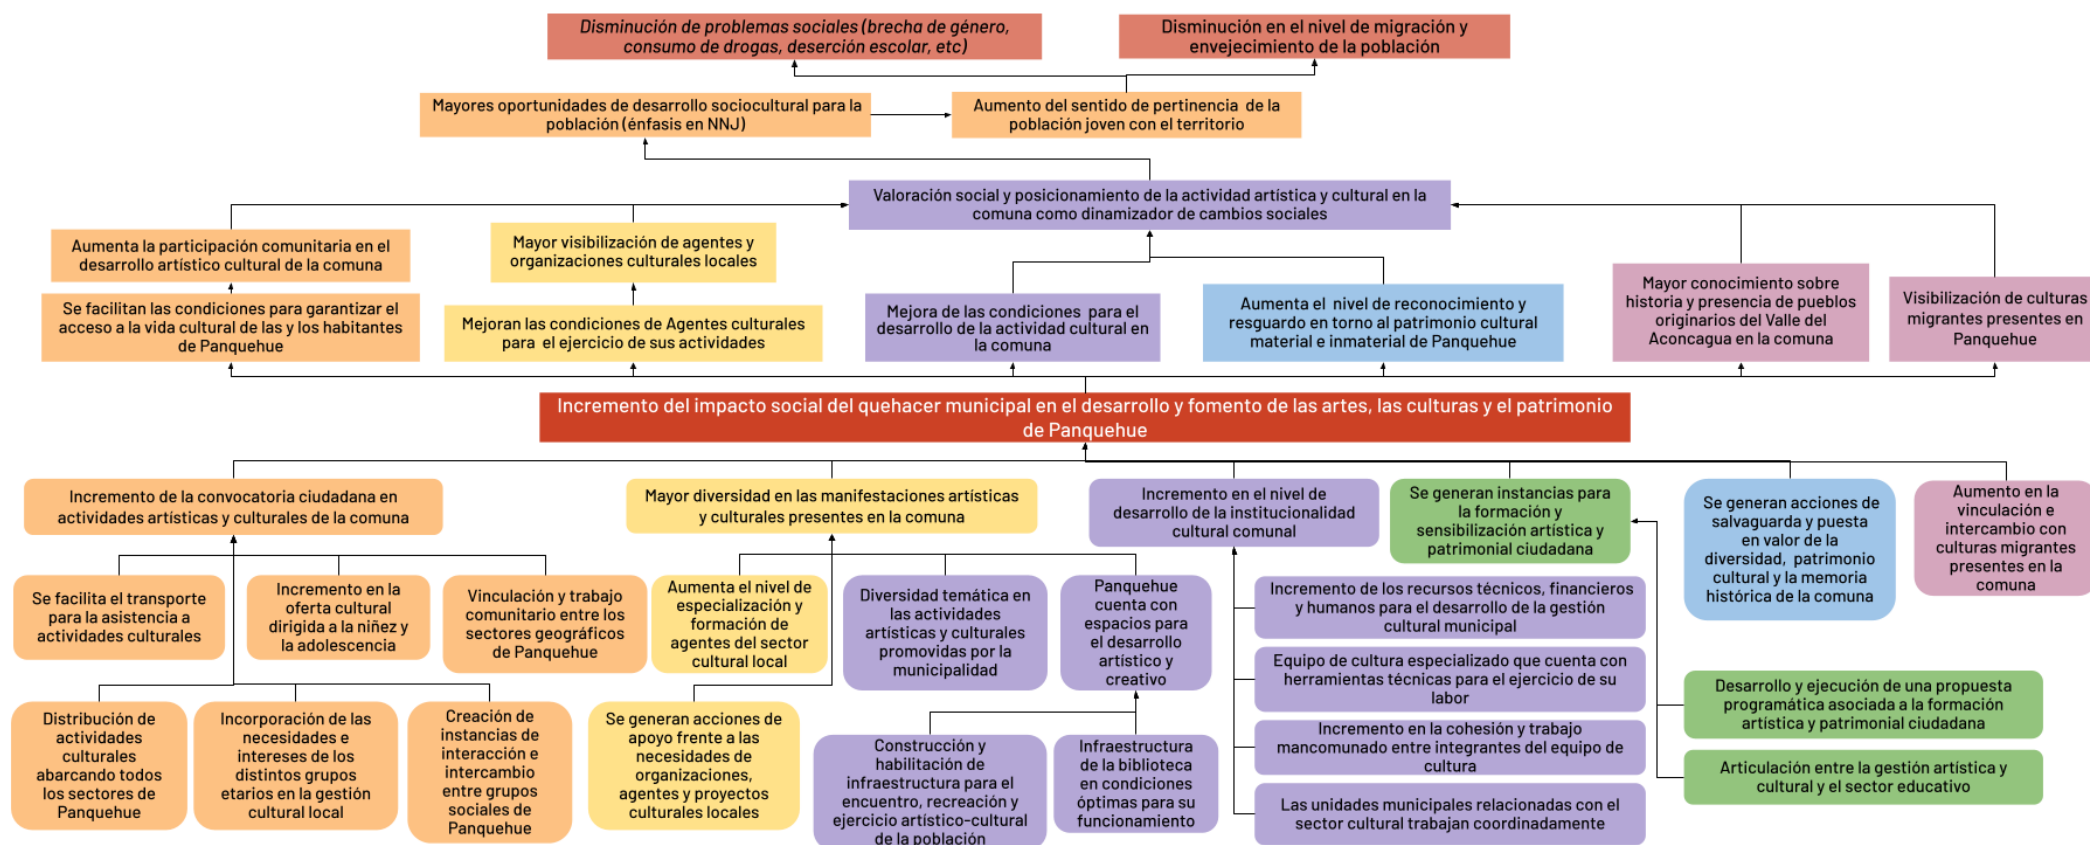 Disminución de problemas sociales (brecha de género,
consumo de drogas, deserción escolar, etc)
Disminución en el nivel de migración y
envejecimiento de la población
Mayores oportunidades de desarrollo sociocultural para la
población (énfasis en NNJ)
Aumento del sentido de pertinencia de la
población joven con el territorio
Valoración social y posicionamiento de la actividad artística y cultural en la
comuna como dinamizador de cambios sociales
Aumenta la participación comunitaria en el
desarrollo artístico cultural de la comuna
Mayor visibilización de agentes y
organizaciones culturales locales
Se facilitan las condiciones para garantizar el
acceso a la vida cultural de las y los habitantes
de Panquehue
Mejoran las condiciones de Agentes culturales
para el ejercicio de sus actividades
Mejora de las condiciones para el
desarrollo de la actividad cultural en
la comuna
Aumenta el nivel de reconocimiento y
resguardo en torno al patrimonio cultural
material e inmaterial de Panquehue
Mayor conocimiento sobre
historia y presencia de pueblos
originarios del Valle del
Aconcagua en la comuna
Visibilización de culturas
migrantes presentes en
Panquehue
Incremento del impacto social del quehacer municipal en el desarrollo y fomento de las artes, las culturas y el patrimonio
de Panquehue
Incremento de la convocatoria ciudadana en
actividades artísticas y culturales de la comuna
Mayor diversidad en las manifestaciones artísticas
y culturales presentes en la comuna
Incremento en el nivel de
desarrollo de la institucionalidad
cultural comunal
Se generan instancias para
la formación y
sensibilización artística y
patrimonial ciudadana
Se generan acciones de
salvaguarda y puesta
en valor de la
diversidad, patrimonio
cultural y la memoria
histórica de la comuna
Aumento en la
vinculación e
intercambio con
culturas migrantes
presentes en la
comuna
Se facilita el transporte
para la asistencia a
actividades culturales
Incremento en la
oferta cultural
dirigida a la niñez y
la adolescencia
Vinculación y trabajo
comunitario entre los
sectores geográficos
de Panquehue
Aumenta el nivel de
especialización y
formación de
agentes del sector
cultural local
Diversidad temática en
las actividades
artísticas y culturales
promovidas por la
municipalidad
Panquehue
cuenta con
espacios para
el desarrollo
artístico y
creativo
Incremento de los recursos técnicos, financieros
y humanos para el desarrollo de la gestión
cultural municipal
Equipo de cultura especializado que cuenta con
herramientas técnicas para el ejercicio de su
labor
Incremento en la cohesión y trabajo
mancomunado entre integrantes del equipo de
cultura
Las unidades municipales relacionadas con el
sector cultural trabajan coordinadamente
Desarrollo y ejecución de una propuesta
programática asociada a la formación
artística y patrimonial ciudadana
Articulación entre la gestión artística y
cultural y el sector educativo
Distribución de
actividades
culturales
abarcando todos
los sectores de
Panquehue
Incorporación de las
necesidades e
intereses de los
distintos grupos
etarios en la gestión
cultural local
Creación de
instancias de
interacción e
intercambio
entre grupos
sociales de
Panquehue
Se generan acciones de
apoyo frente a las
necesidades de
organizaciones,
agentes y proyectos
culturales locales
Construcción y
habilitación de
infraestructura para el
encuentro, recreación y
ejercicio artístico-cultural
de la población
Infraestructura
de la biblioteca
en condiciones
óptimas para su
funcionamiento